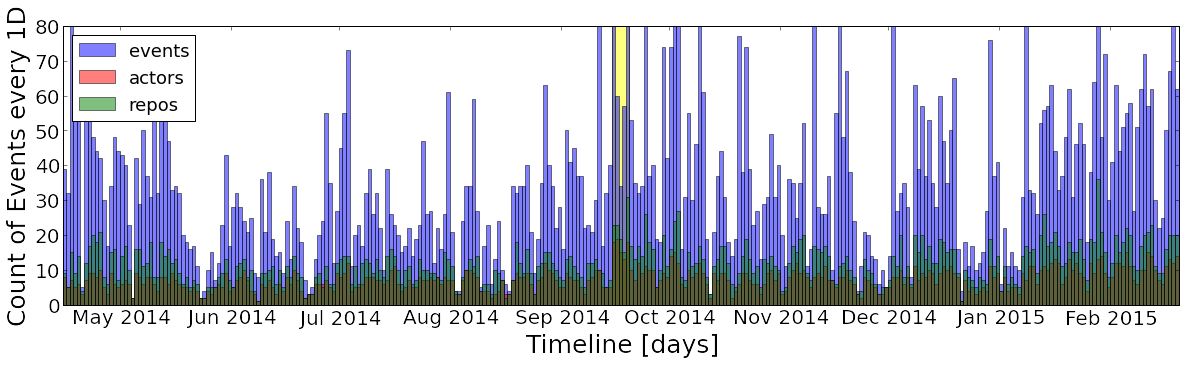 Count of Events every 1D
80
70
60
50
40
30
20
10
0
events
actors
repos
May 2014 Jun 2014 Jul 2014 Aug 2014 Sep 2014 Oct 2014 Nov 2014 Dec 2014 Jan 2015 Feb 2015
Timeline [days]